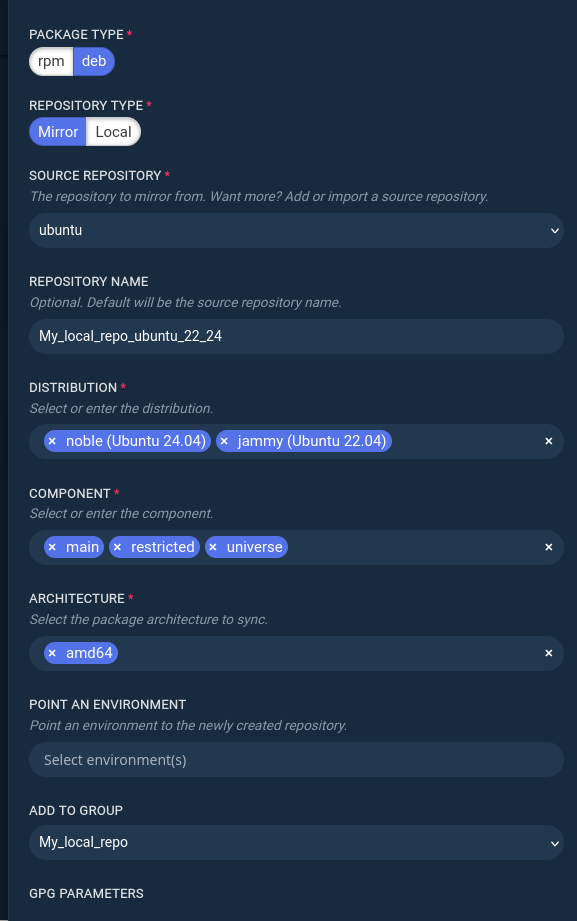 PACKAGE TYPE *
rpm deb
REPOSITORY TYPE *
Mirror Local
SOURCE REPOSITORY *
The repository to mirror from. Want more? Add or import a source repository.
ubuntu
REPOSITORY NAME
Optional. Default will be the source repository name.
My_local_repo_ubuntu_22_24
DISTRIBUTION *
Select or enter the distribution.
× noble (Ubuntu 24.04) × jammy (Ubuntu 22.04) ×
COMPONENT *
Select or enter the component.
× main × restricted × universe ×
ARCHITECTURE *
Select the package architecture to sync.
× amd64 ×
POINT AN ENVIRONMENT
Point an environment to the newly created repository.
Select environment(s)
ADD TO GROUP
My_local_repo
GPG PARAMETERS